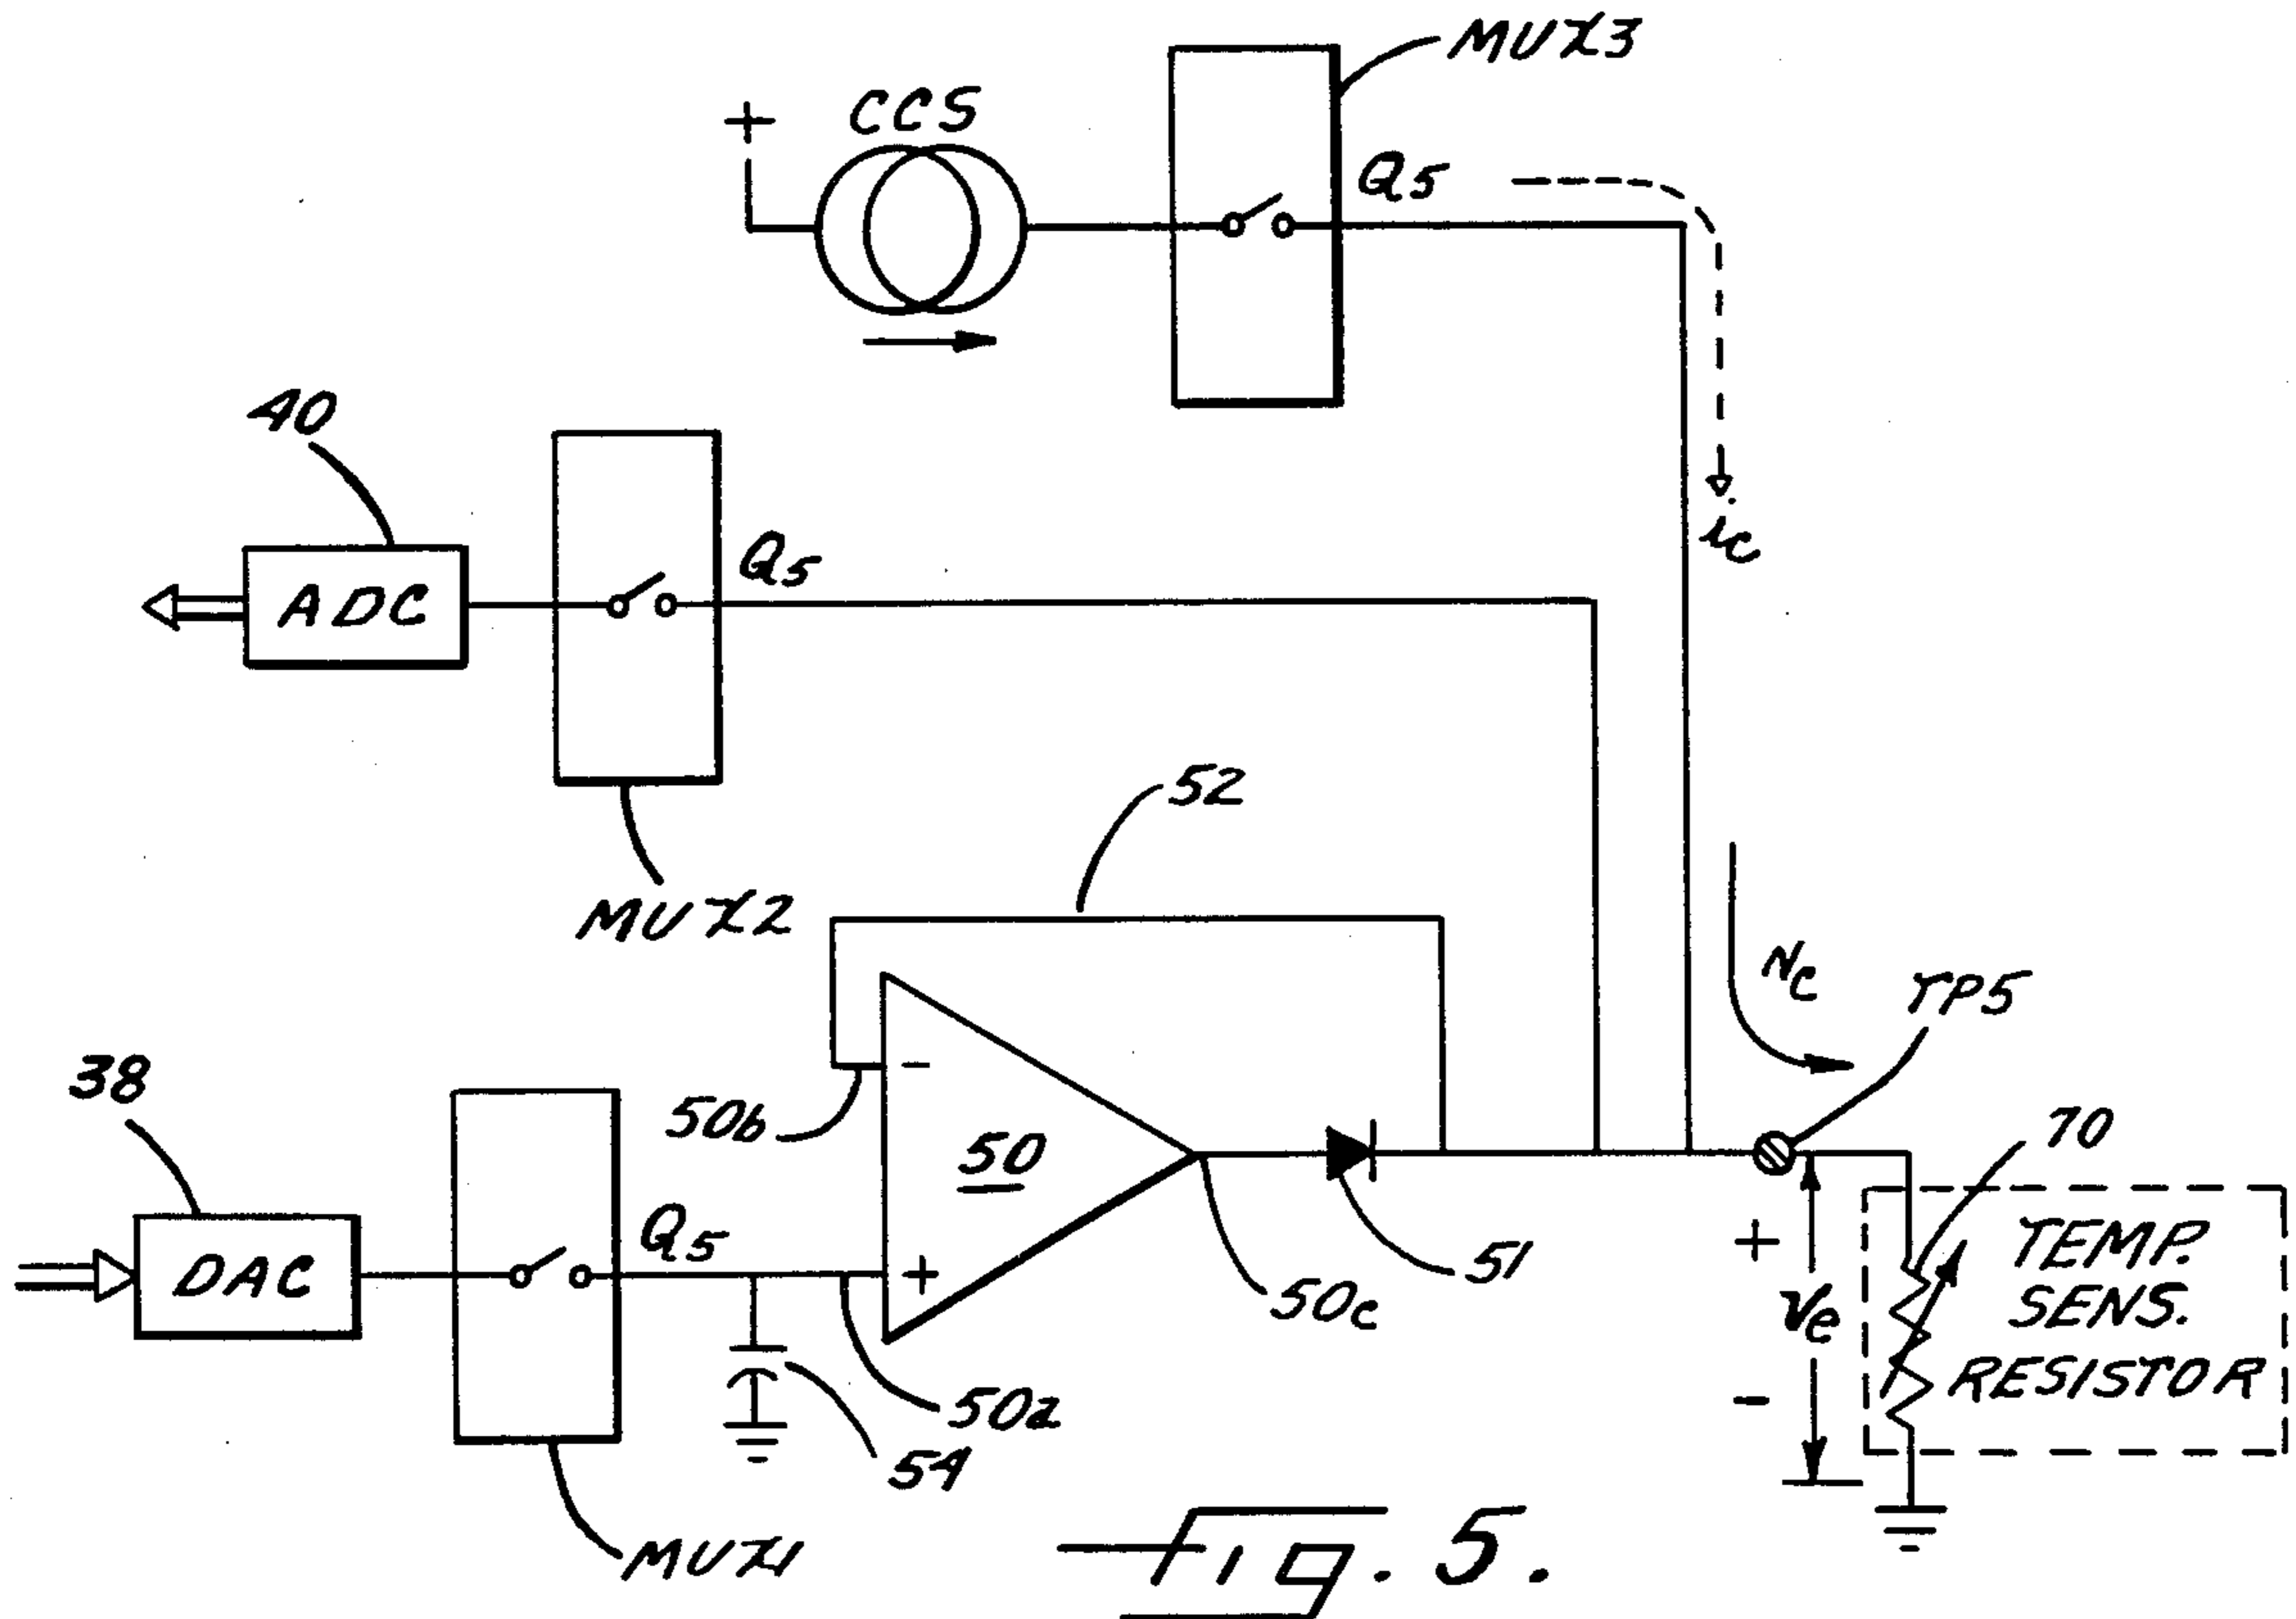 MUX3
+
CCS
Q5
ic
40
ADC
Q5
MUX2
52
Nc
TP5
38
50b
-
50
+
50c
51
70
DAC
Q5
50a
54
MUX1
+
Ve
-
TEMP.
SENS.
RESISTOR
Fig. 5.